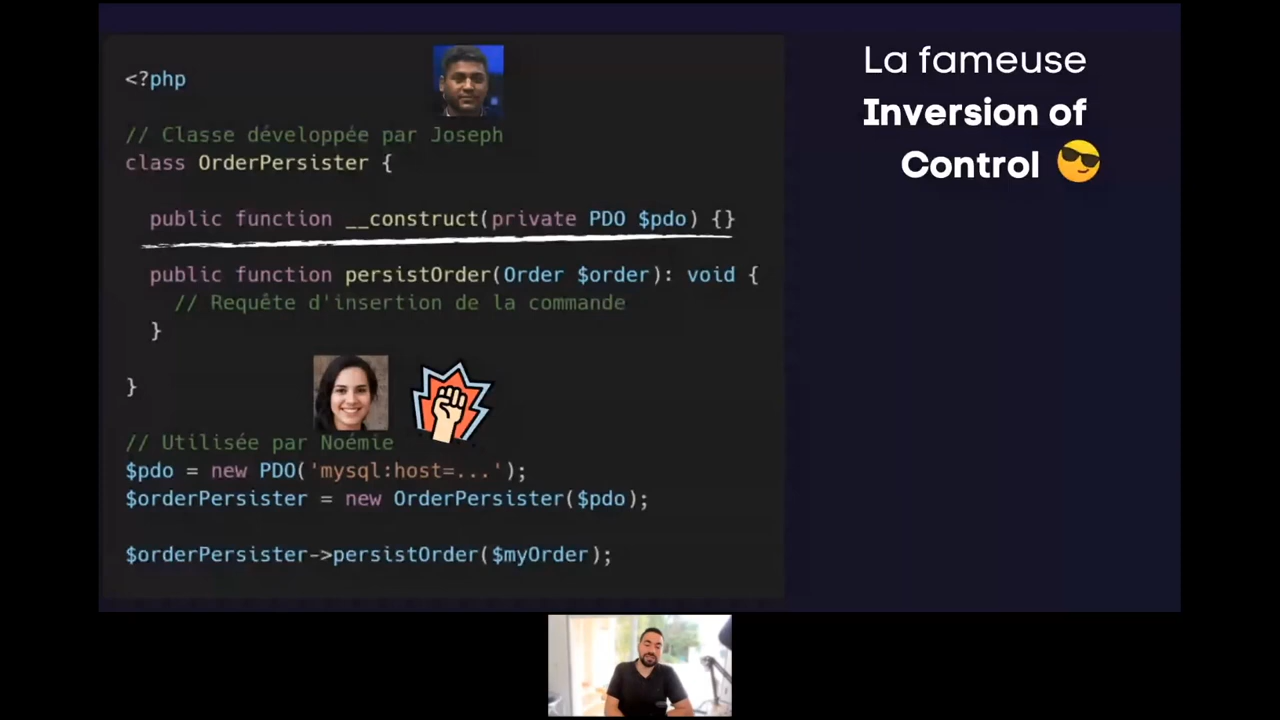 <?php
// Classe développée par Joseph
class OrderPersister {
public function __construct(private PDO $pdo) {}
public function persistOrder(Order $order): void {
// Requête d'insertion de la commande
}
}
// Utilisée par Noémie
$pdo = new PDO('mysql:host=...');
$orderPersister = new OrderPersister($pdo);
$orderPersister->persistOrder($myOrder);
La fameuse
Inversion of
Control 😎